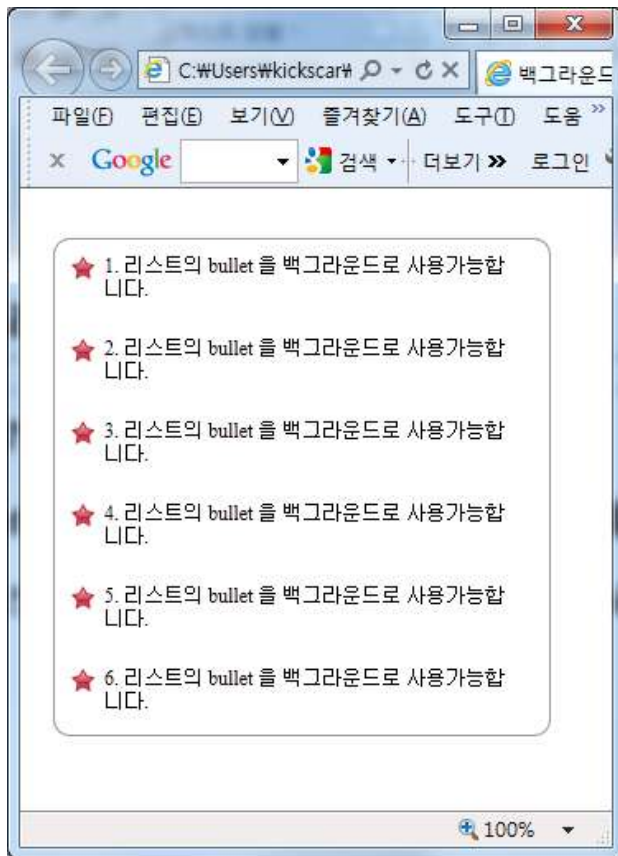 C:₩Users₩kickscar₩
백그라운드
파일(F) 편집(E) 보기(V) 즐겨찾기(A) 도구(T) 도움 »
x Google 검색 더보기 » 로그인
1. 리스트의 bullet 을 백그라운드로 사용가능합
니다.
2. 리스트의 bullet 을 백그라운드로 사용가능합
니다.
3. 리스트의 bullet 을 백그라운드로 사용가능합
니다.
4. 리스트의 bullet 을 백그라운드로 사용가능합
니다.
5. 리스트의 bullet 을 백그라운드로 사용가능합
니다.
6. 리스트의 bullet 을 백그라운드로 사용가능합
니다.
100%